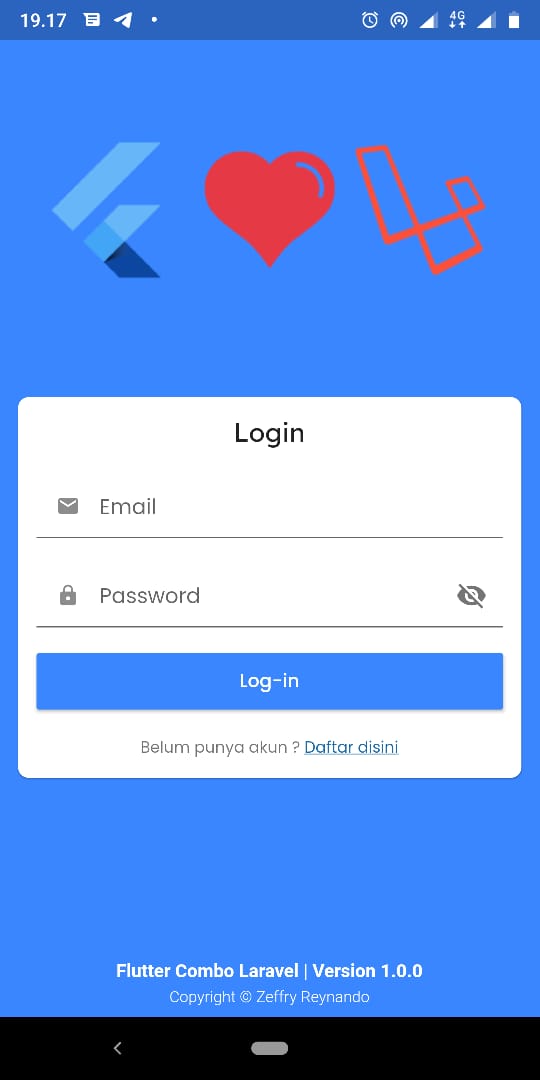 19.17
4G
Login
Email
Password
Log-in
Belum punya akun ? Daftar disini
Flutter Combo Laravel | Version 1.0.0
Copyright © Zeffry Reynando